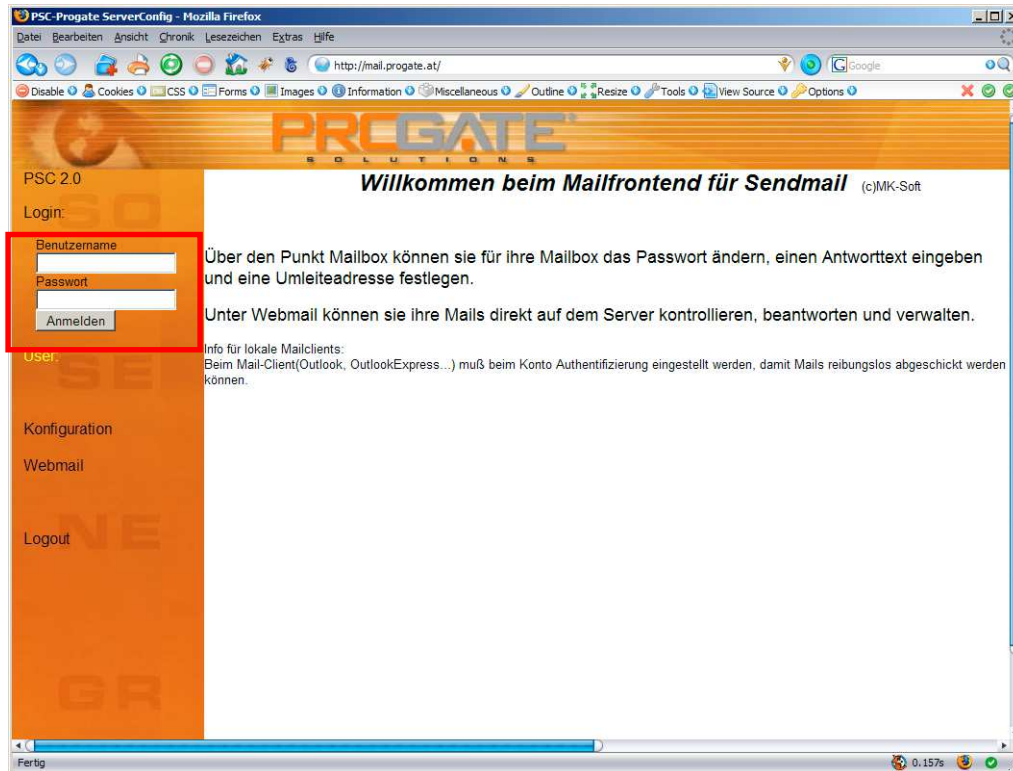 PSC-Progate ServerConfig - Mozilla Firefox
Datei Bearbeiten Ansicht Chronik Lesezeichen Extras Hilfe
http://mail.progate.at/
G Google
Disable Cookies CSS Forms Images Information Miscellaneous Outline Resize Tools View Source Options
PROGATE
SOLUTIONS
PSC 2.0
Willkommen beim Mailfrontend für Sendmail (c)MK-Soft
Login:
Benutzername
Passwort
Anmelden
Über den Punkt Mailbox können sie für ihre Mailbox das Passwort ändern, einen Antworttext eingeben
und eine Umleiteadresse festlegen.
Unter Webmail können sie ihre Mails direkt auf dem Server kontrollieren, beantworten und verwalten.
Info für lokale Mailclients:
Beim Mail-Client(Outlook, OutlookExpress...) muß beim Konto Authentifizierung eingestellt werden, damit Mails reibungslos abgeschickt werden
können.
User:
Konfiguration
Webmail
Logout
SO
SE
NE
GR
Fertig
0.157s